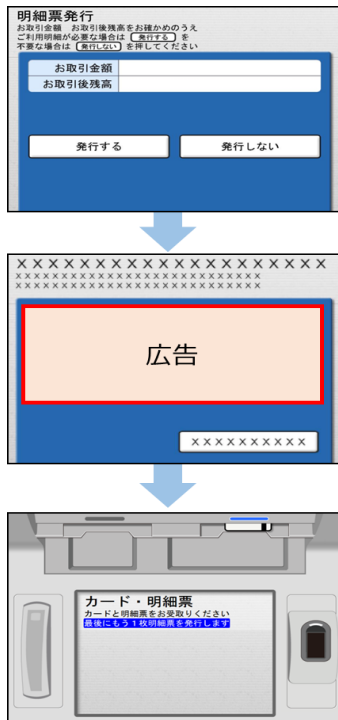 明細票発行
お取引金額　お取引後残高をお確かめのうえ
ご利用明細が必要な場合は 発行する を
不要な場合は 発行しない を押してください
お取引金額
お取引後残高
発行する
発行しない
XXXXXXXXXXXXXXXXXXXX
XXXXXXXXXXXXXXXXXXXXXXXXXXX
XXXXXXXXXXXXXXXXXXXXXXXXXXX
広告
XXXXXXXXXX
カード・明細票
カードと明細票をお受取りください
最後にもう１枚明細票を発行します